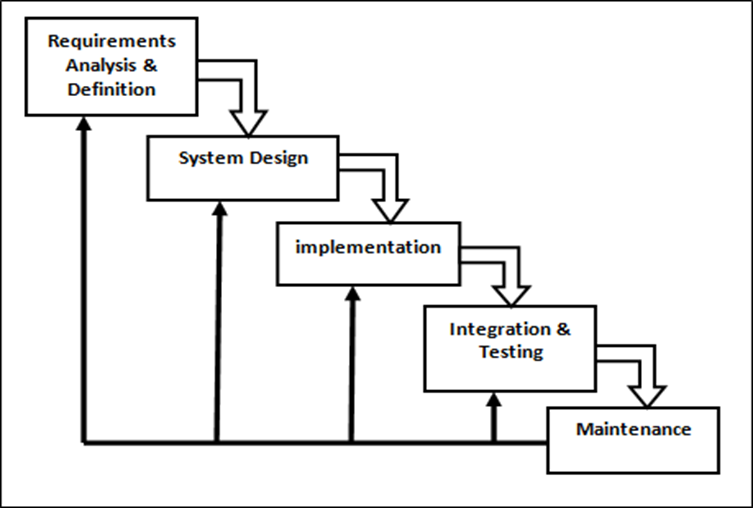 Requirements
Analysis &
Definition
System Design
implementation
Integration &
Testing
Maintenance